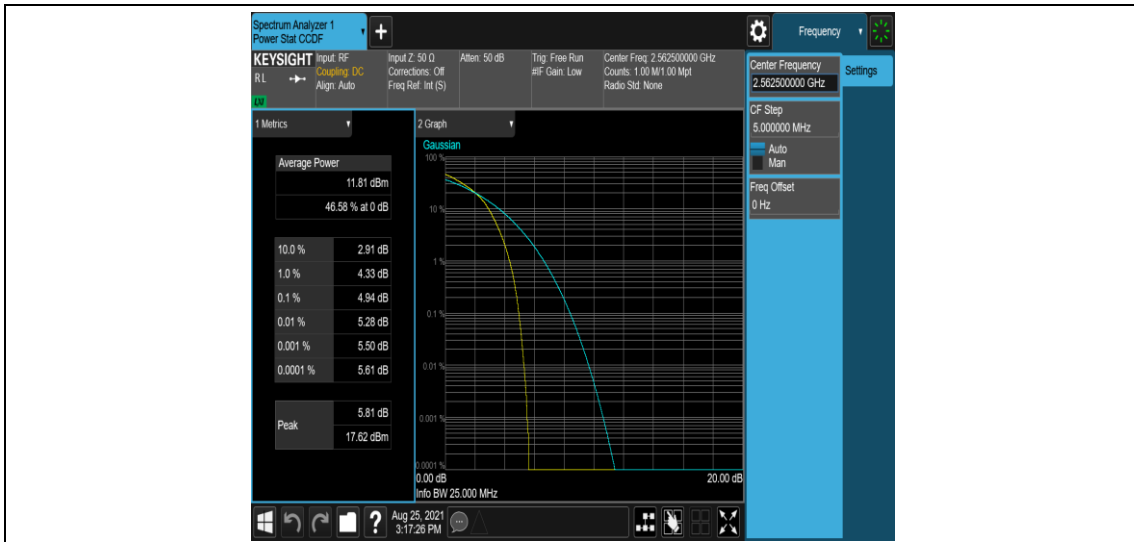 Spectrum Analyzer 1
Power Stat CCDF
+
Frequency
KEYSIGHT
RL
LXI
Input: RF
Coupling: DC
Align: Auto
Input Z: 50 Ω
Corrections: Off
Freq Ref: Int (S)
Atten: 50 dB
Trig: Free Run
#IF Gain: Low
Center Freq: 2.562500000 GHz
Counts: 1.00 M/1.00 Mpt
Radio Std: None
Center Frequency
2.562500000 GHz
Settings
CF Step
5.000000 MHz
Auto
Man
Freq Offset
0 Hz
1 Metrics
Average Power
11.81 dBm
46.58 % at 0 dB
10.0 % 2.91 dB
1.0 % 4.33 dB
0.1 % 4.94 dB
0.01 % 5.28 dB
0.001 % 5.50 dB
0.0001 % 5.61 dB
Peak
5.81 dB
17.62 dBm
2 Graph
Gaussian
100 %
10 %
1 %
0.1 %
0.01 %
0.001 %
0.0001 %
0.00 dB 20.00 dB
Info BW 25.000 MHz
?
Aug 25, 2021
3:17:26 PM